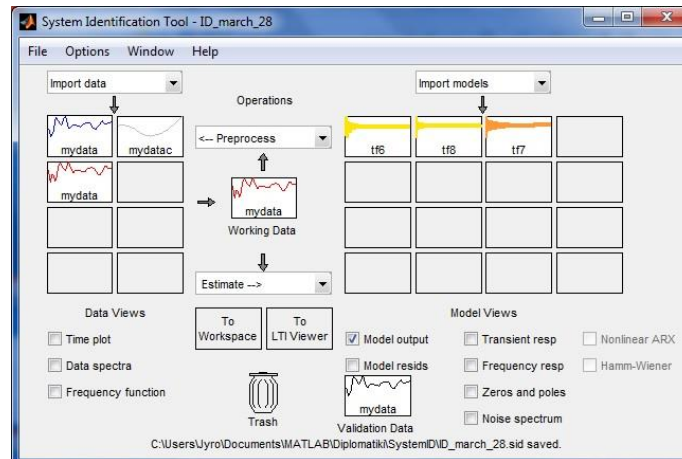 System Identification Tool - ID_march_28
File Options Window Help
Import data
Import models
Operations
mydata
mydatac
<-- Preprocess
tf6
tf8
tf7
mydata
mydata
Working Data
Estimate -->
Data Views
To Workspace
To LTI Viewer
Model Views
Time plot
Data spectra
Frequency function
Model output
Transient resp
Nonlinear ARX
Model resids
Frequency resp
Hamm-Wiener
Zeros and poles
mydata
Noise spectrum
Trash
Validation Data
C:\Users\Jyro\Documents\MATLAB\Diplomatiki\SystemID\ID_march_28.sid saved.